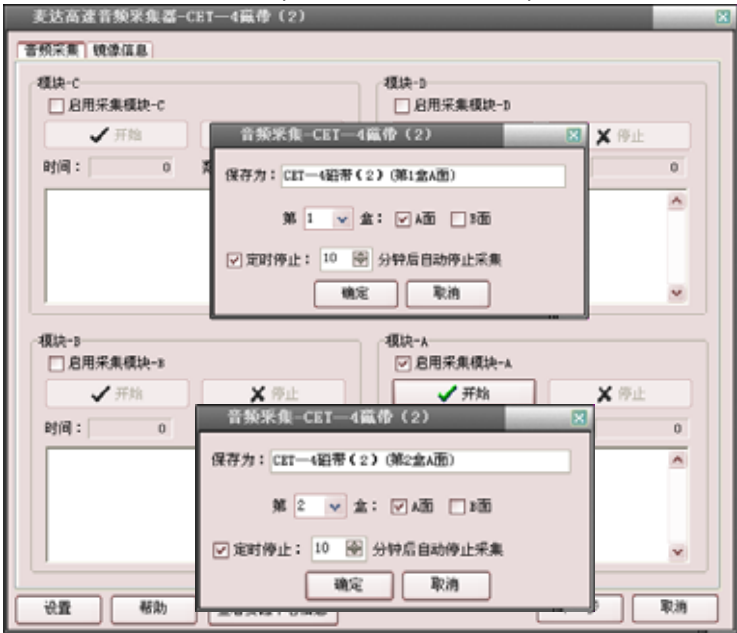 麦达高速音频采集器-CET—4磁带（2）
音频采集 镜像信息
模块-C
启用采集模块-C
开始
时间： 0
模块-D
启用采集模块-D
停止
0
音频采集-CET—4磁带（2）
保存为： CET—4磁带（2）(第1盒A面)
第 1 盒： A面 B面
定时停止： 10 分钟后自动停止采集
确定 取消
模块-B
启用采集模块-B
开始 停止
时间： 0
模块-A
启用采集模块-A
开始 停止
0
音频采集-CET—4磁带（2）
保存为： CET—4磁带（2）(第2盒A面)
第 2 盒： A面 B面
定时停止： 10 分钟后自动停止采集
确定 取消
设置 帮助 取消